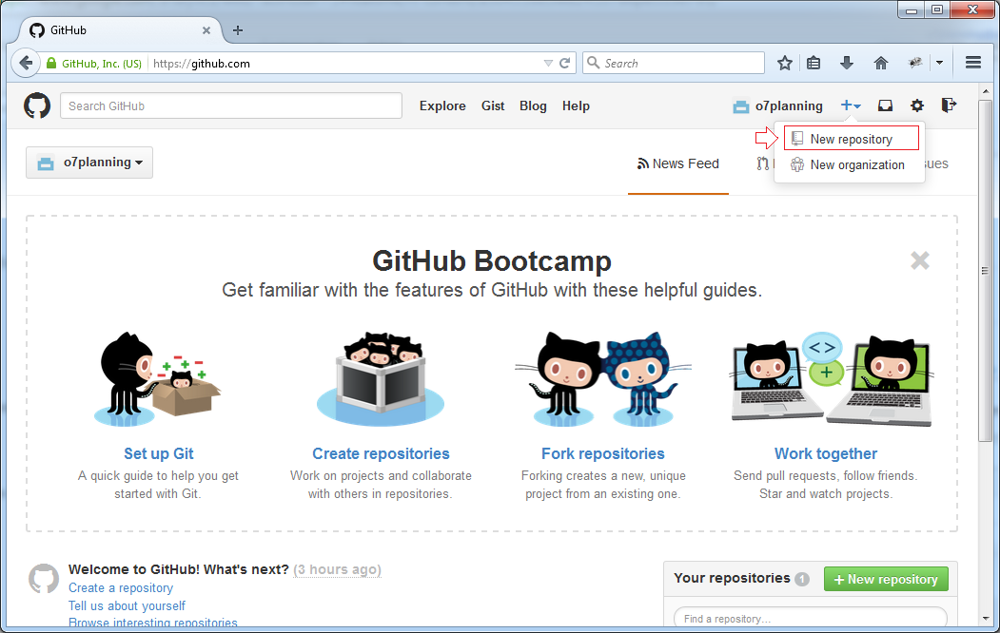 GitHub
GitHub, Inc. (US) https://github.com
Search
Search GitHub
Explore Gist Blog Help
o7planning
New repository
New organization
o7planning
News Feed
sues
GitHub Bootcamp
Get familiar with the features of GitHub with these helpful guides.
Set up Git
A quick guide to help you get
started with Git.
Create repositories
Work on projects and collaborate
with others in repositories.
Fork repositories
Forking creates a new, unique
project from an existing one.
Work together
Send pull requests, follow friends.
Star and watch projects.
Welcome to GitHub! What's next? (3 hours ago)
Create a repository
Tell us about yourself
Browse interesting repositories
Your repositories 1
+ New repository
Find a repository...